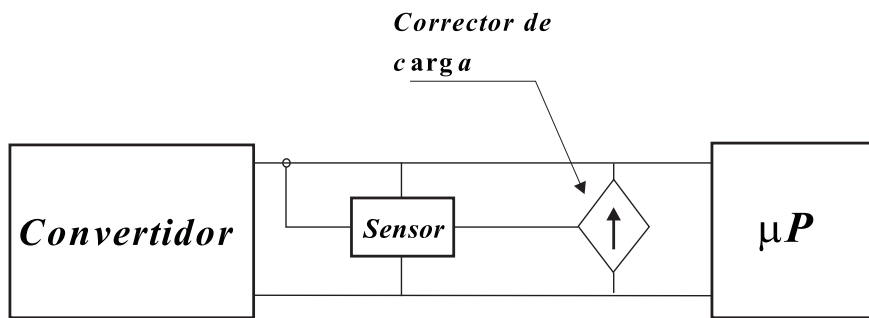 Corrector de
carga
Convertidor
Sensor
μP